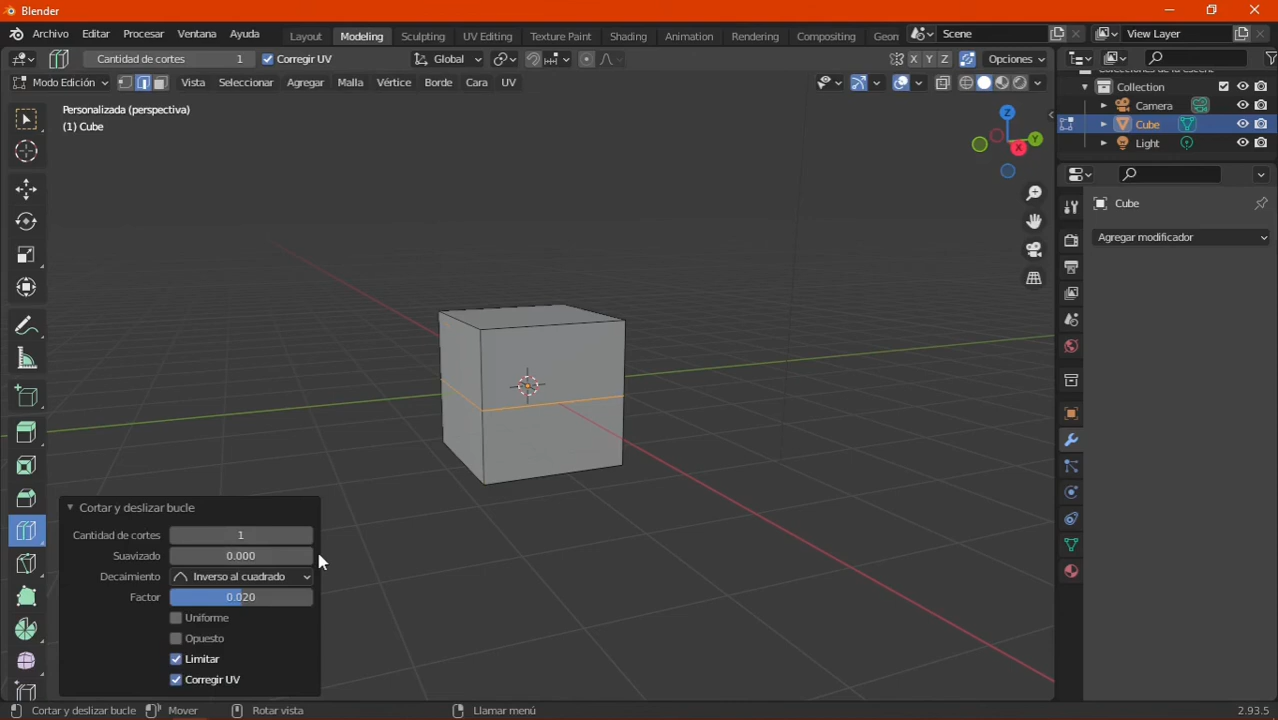 Blender
Archivo Editar Procesar Ventana Ayuda Layout Modeling Sculpting UV Editing Texture Paint Shading Animation Rendering Compositing Geon Scene View Layer
Cantidad de cortes 1 Corregir UV Global X Y Z Opciones
Modo Edición Vista Seleccionar Agregar Malla Vértice Borde Cara UV
Personalizada (perspectiva)
(1) Cube
Z
Y
X
Collection
Camera
Cube
Light
Cube
Agregar modificador
Cortar y deslizar bucle
Cantidad de cortes 1
Suavizado 0.000
Decaimiento Inverso al cuadrado
Factor 0.020
Uniforme
Opuesto
Limitar
Corregir UV
Cortar y deslizar bucle Mover Rotar vista Llamar menú 2.93.5